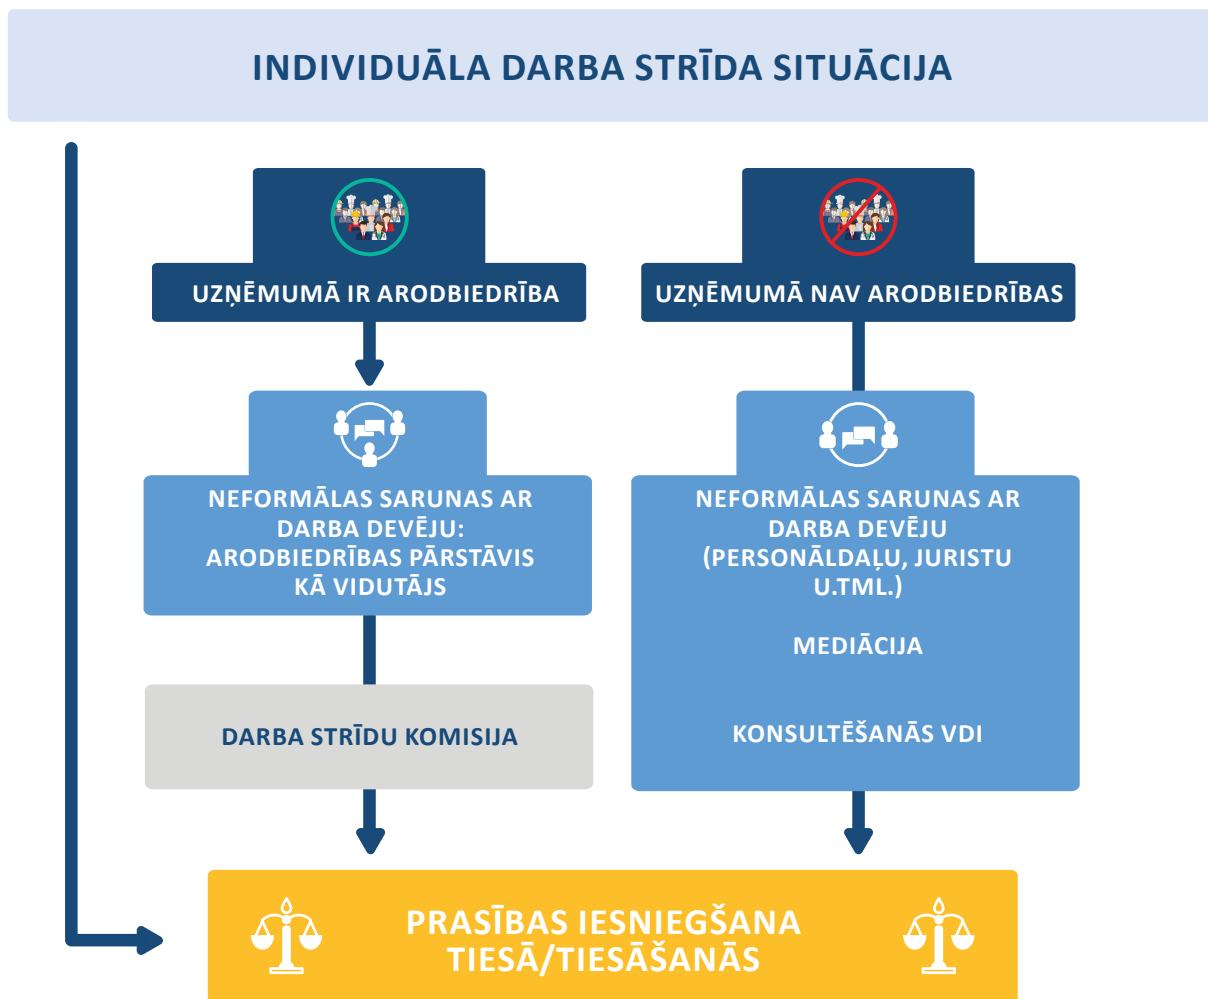 INDIVIDUĀLA DARBA STRĪDA SITUĀCIJA
UZŅĒMUMĀ IR ARODBIEDRĪBA
UZŅĒMUMĀ NAV ARODBIEDRĪBAS
NEFORMĀLAS SARUNAS AR
DARBA DEVĒJU:
ARODBIEDRĪBAS PĀRSTĀVIS
KĀ VIDUTĀJS
NEFORMĀLAS SARUNAS AR
DARBA DEVĒJU
(PERSONĀLDAĻU, JURISTU
U.TML.)
MEDIĀCIJA
DARBA STRĪDU KOMISIJA
KONSULTĒŠANĀS VDI
PRASĪBAS IESNIEGŠANA
TIESĀ/TIESĀŠANĀS